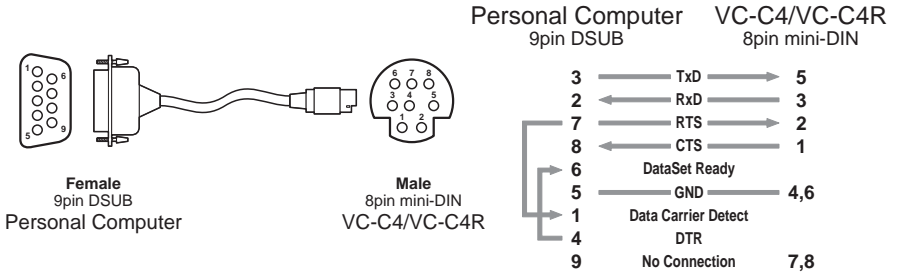 Personal Computer VC-C4/VC-C4R
9pin DSUB 8pin mini-DIN
3 TxD 5
2 RxD 3
7 RTS 2
8 CTS 1
6 DataSet Ready
5 GND 4,6
1 Data Carrier Detect
4 DTR
9 No Connection 7,8
1 6
5 9
6 7 8
3 4 5
1 2
Female
9pin DSUB
Personal Computer
Male
8pin mini-DIN
VC-C4/VC-C4R